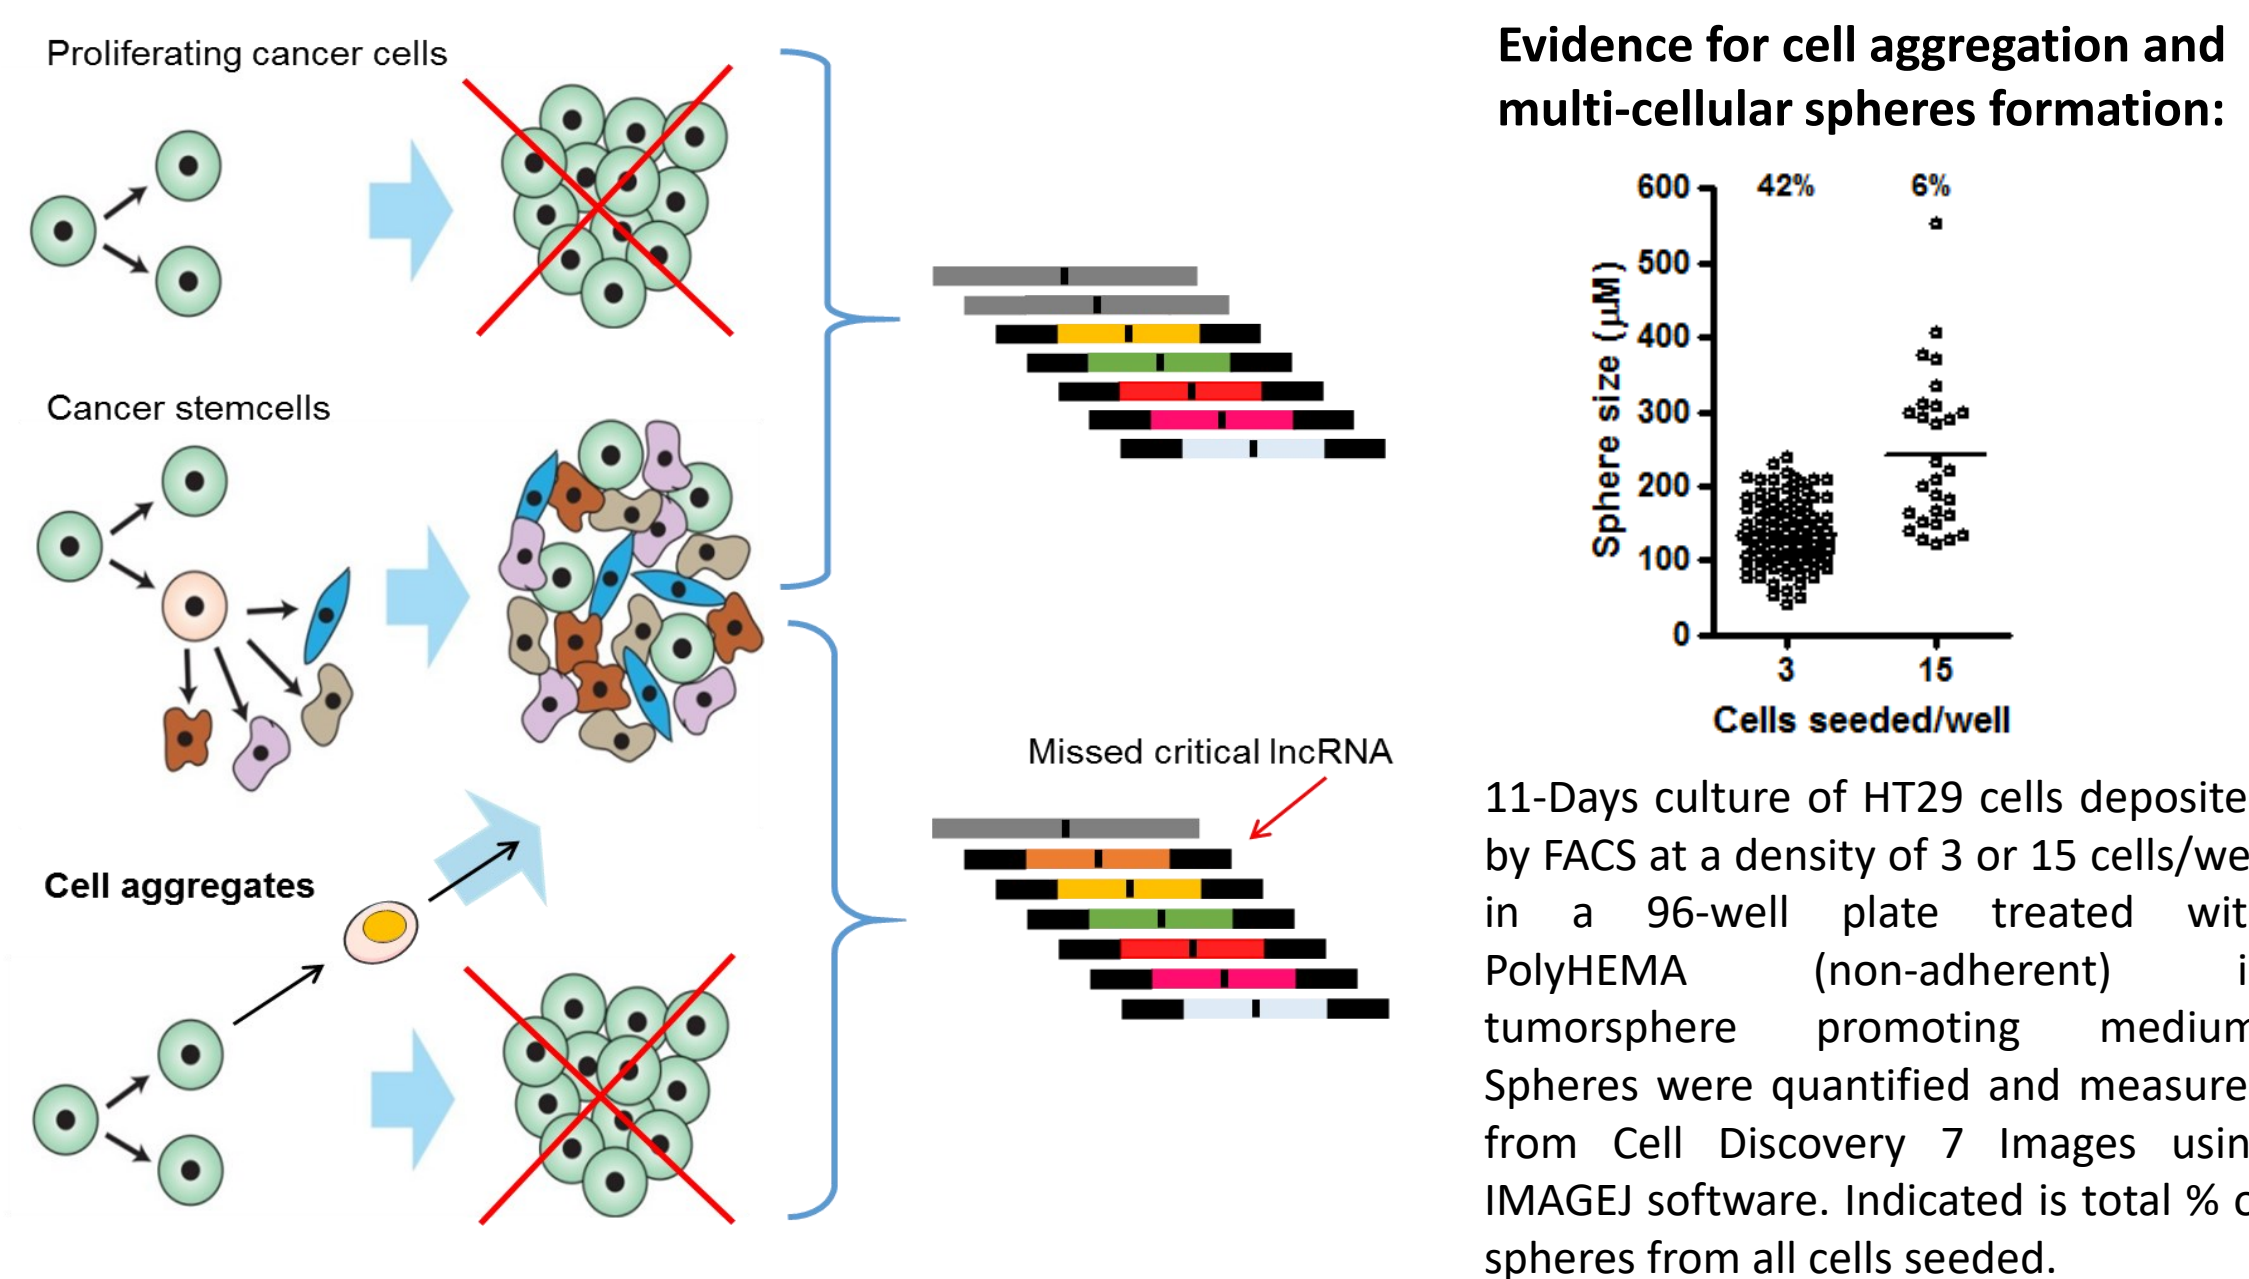 Proliferating cancer cells
Cancer stemcells
Cell aggregates
Missed critical lncRNA
Evidence for cell aggregation and
multi-cellular spheres formation:
42% 6%
600
500
400
300
200
100
0
Sphere size (µM)
3 15
Cells seeded/well
11-Days culture of HT29 cells deposite
by FACS at a density of 3 or 15 cells/we
in a 96-well plate treated wit
PolyHEMA (non-adherent) i
tumorsphere promoting medium
Spheres were quantified and measure
from Cell Discovery 7 Images usin
IMAGEJ software. Indicated is total % o
spheres from all cells seeded.